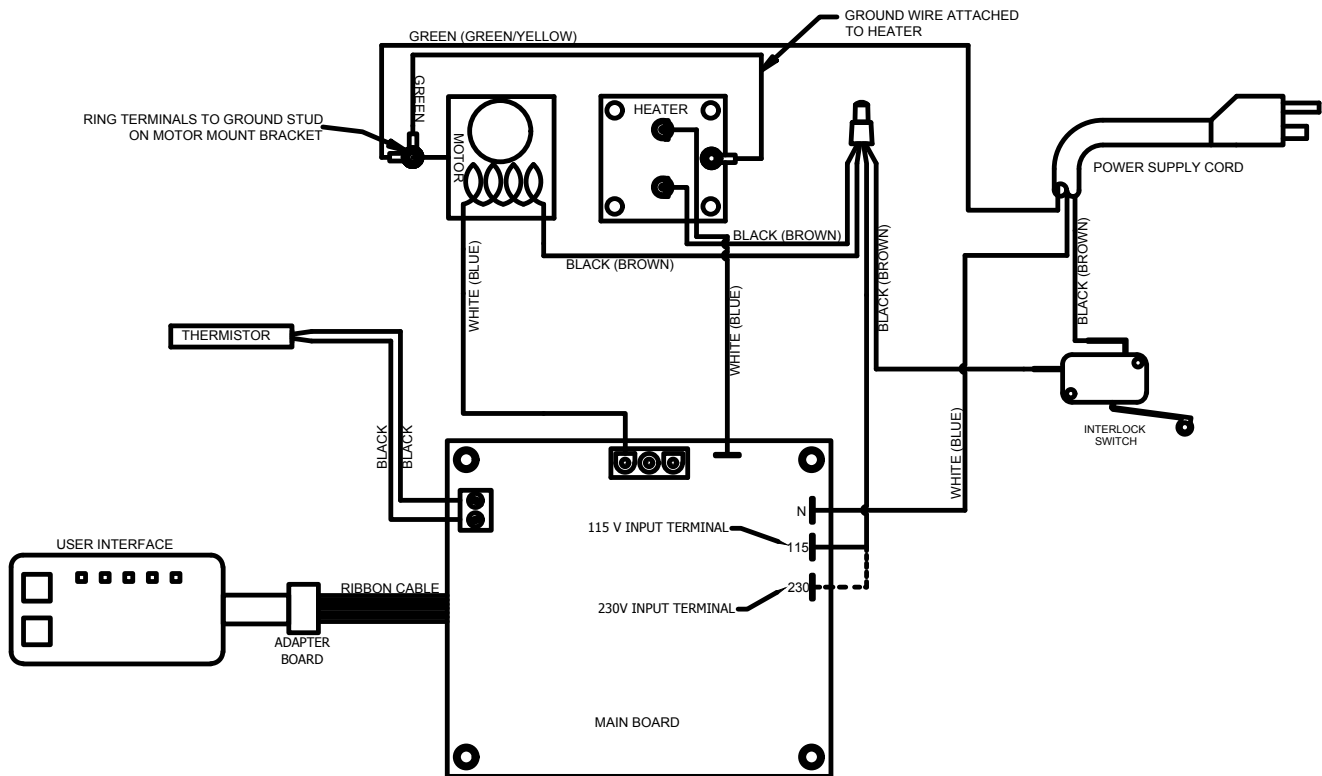 GREEN (GREEN/YELLOW)
GROUND WIRE ATTACHED
TO HEATER
GREEN
RING TERMINALS TO GROUND STUD
ON MOTOR MOUNT BRACKET
MOTOR
HEATER
POWER SUPPLY CORD
BLACK (BROWN)
BLACK (BROWN)
WHITE (BLUE)
WHITE (BLUE)
BLACK (BROWN)
BLACK (BROWN)
THERMISTOR
BLACK
BLACK
INTERLOCK
SWITCH
WHITE (BLUE)
N
115 V INPUT TERMINAL
115
230
230V INPUT TERMINAL
USER INTERFACE
RIBBON CABLE
ADAPTER
BOARD
MAIN BOARD